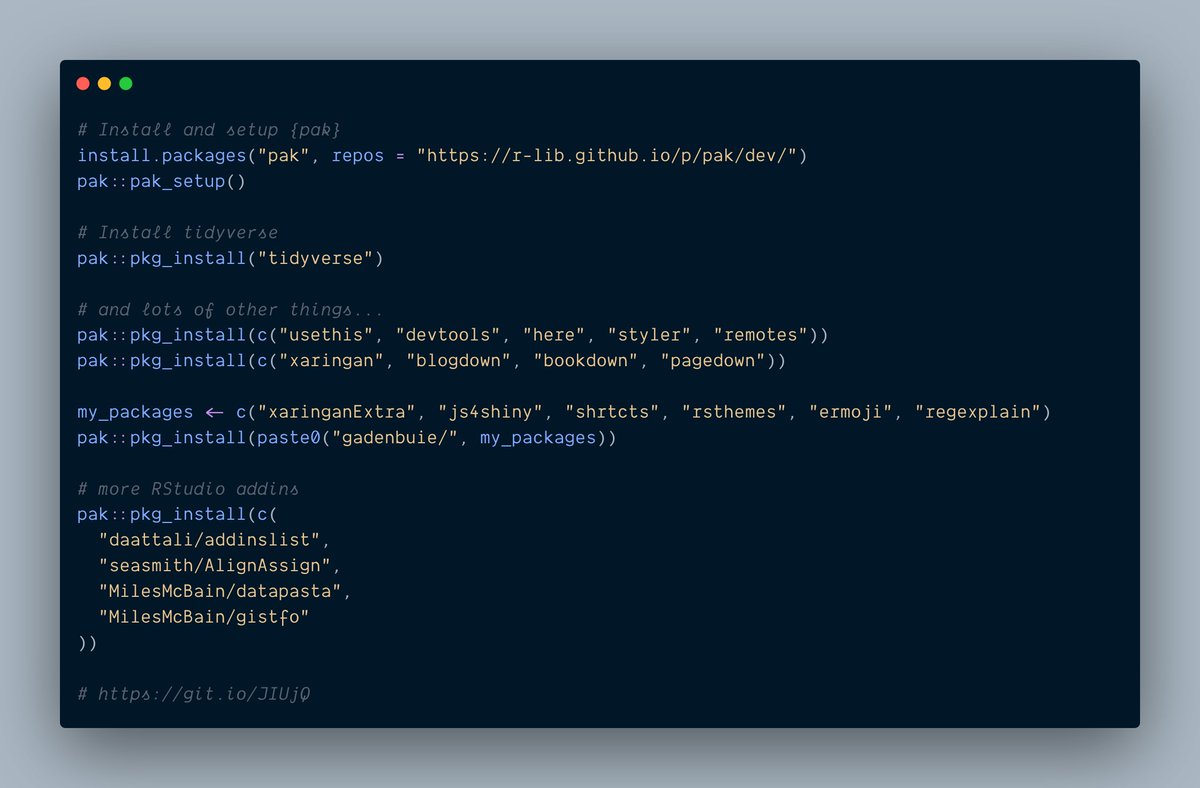 # Install and setup {pak}
install.packages("pak", repos = "https://r-lib.github.io/p/pak/dev/")
pak::pak_setup()

# Install tidyverse
pak::pkg_install("tidyverse")

# and lots of other things...
pak::pkg_install(c("usethis", "devtools", "here", "styler", "remotes"))
pak::pkg_install(c("xaringan", "blogdown", "bookdown", "pagedown"))

my_packages <- c("xaringanExtra", "js4shiny", "shrtcts", "rsthemes", "ermoji", "regexplain")
pak::pkg_install(paste0("gadenbuie/", my_packages))

# more RStudio addins
pak::pkg_install(c(
  "daattali/addinslist",
  "seasmith/AlignAssign",
  "MilesMcBain/datapasta",
  "MilesMcBain/gistfo"
))

# https://git.io/JIUjQ